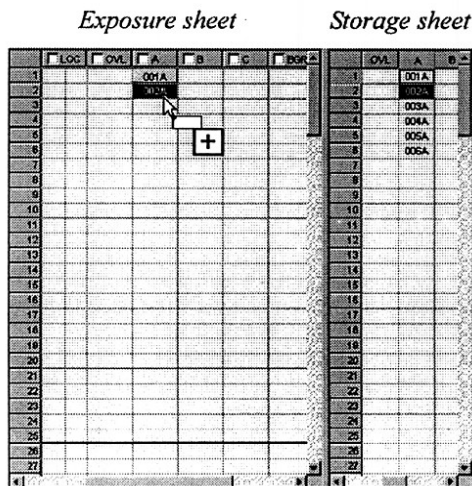 Exposure sheet Storage sheet
LOC OVL A B C BGR OVL A B
1 001A 1 001A
2 002A 2 002A
3 3 003A
4 4 004A
5 5 005A
6 6 006A
7 7
8 8
9 9
10 10
11 11
12 12
13 13
14 14
15 15
16 16
17 17
18 18
19 19
20 20
21 21
22 22
23 23
24 24
25 25
26 26
27 27